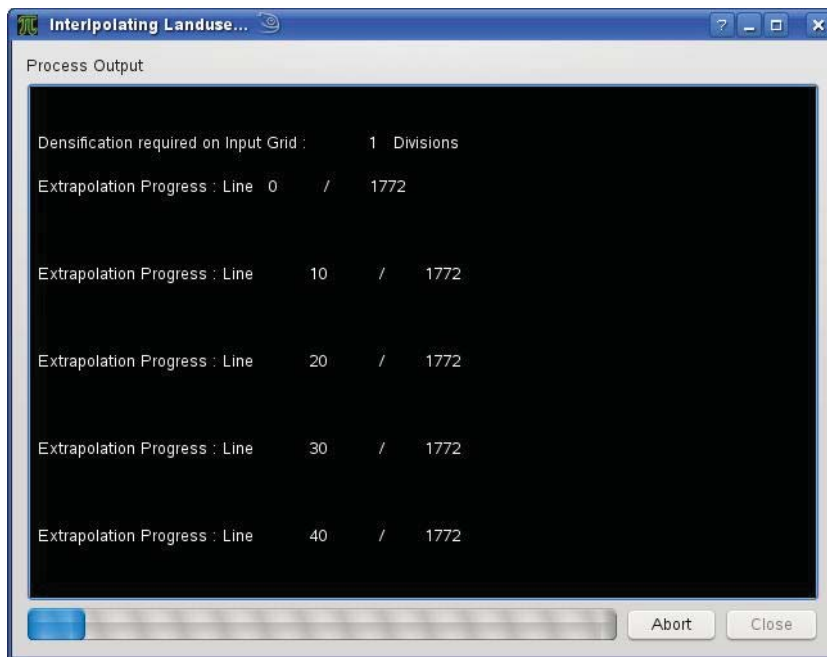 InterIpolating Landuse...
Process Output
Densification required on Input Grid : 1 Divisions
Extrapolation Progress : Line 0 / 1772
Extrapolation Progress : Line 10 / 1772
Extrapolation Progress : Line 20 / 1772
Extrapolation Progress : Line 30 / 1772
Extrapolation Progress : Line 40 / 1772
Abort Close